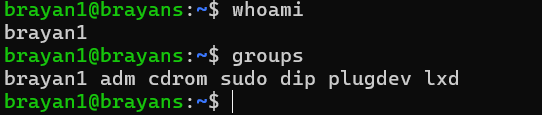 brayan1@brayans:~$ whoami
brayan1
brayan1@brayans:~$ groups
brayan1 adm cdrom sudo dip plugdev lxd
brayan1@brayans:~$